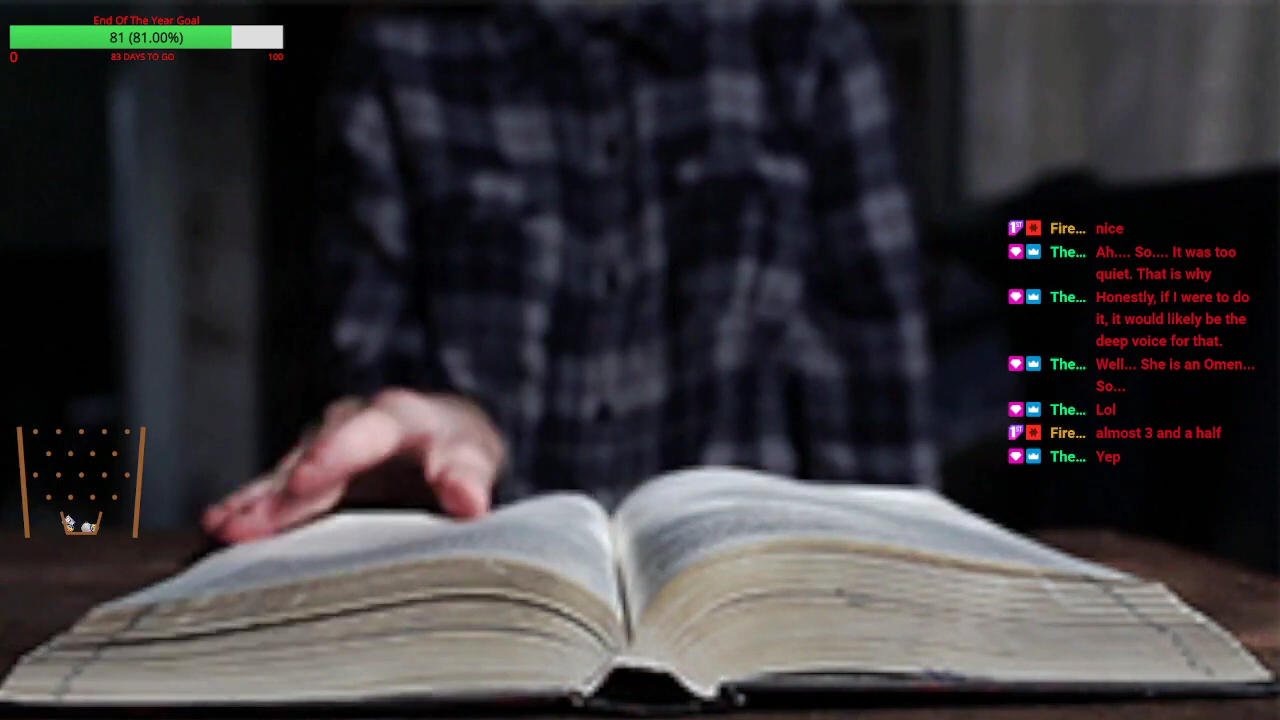 End Of The Year Goal
81 (81.00%)
0 83 DAYS TO GO 100
Fire... nice
The... Ah.... So.... It was too
quiet. That is why
The... Honestly, if I were to do
it, it would likely be the
deep voice for that.
The... Well... She is an Omen...
So...
The... Lol
Fire... almost 3 and a half
The... Yep